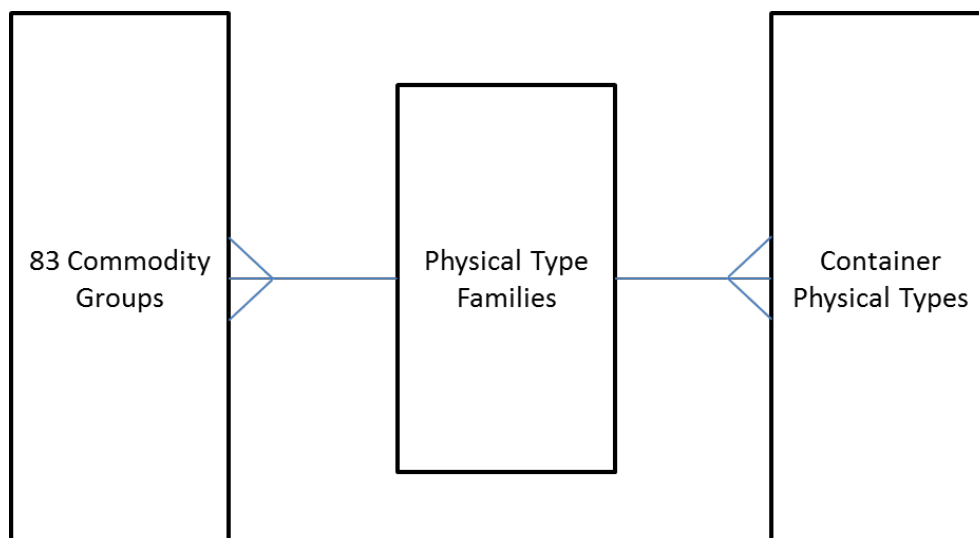 83 Commodity
Groups
Physical Type
Families
Container
Physical Types